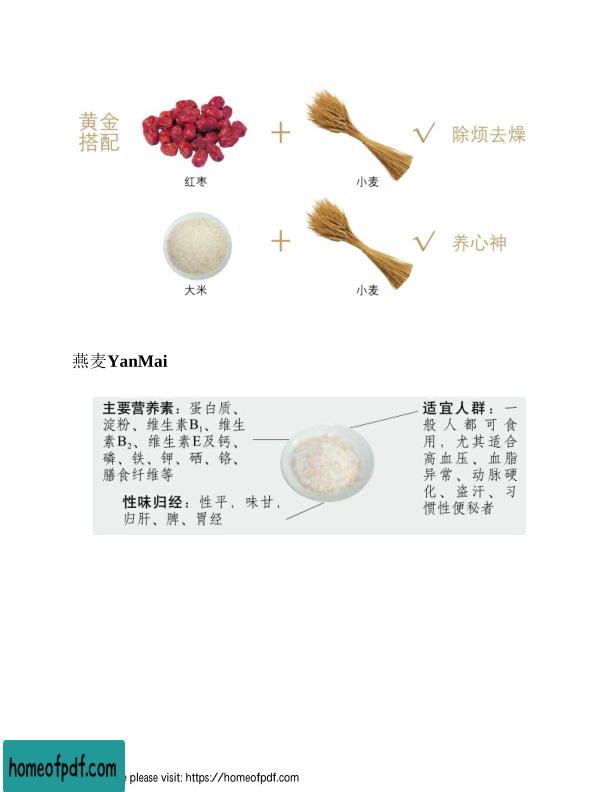 黄金
搭配
+
√
除烦去燥
红枣
小麦
+
√
养心神
大米
小麦
燕麦YanMai
主要营养素：蛋白质、
淀粉、维生素B₁、维生
素B₂、维生素E及钙、
磷、铁、钾、硒、铬、
膳食纤维等
性味归经：性平，味甘，
归肝、脾、胃经
适宜人群：一
般人都可食
用，尤其适合
高血压、血脂
异常、动脉硬
化、盗汗、习
惯性便秘者
homeofpdf.com
please visit: https://homeofpdf.com